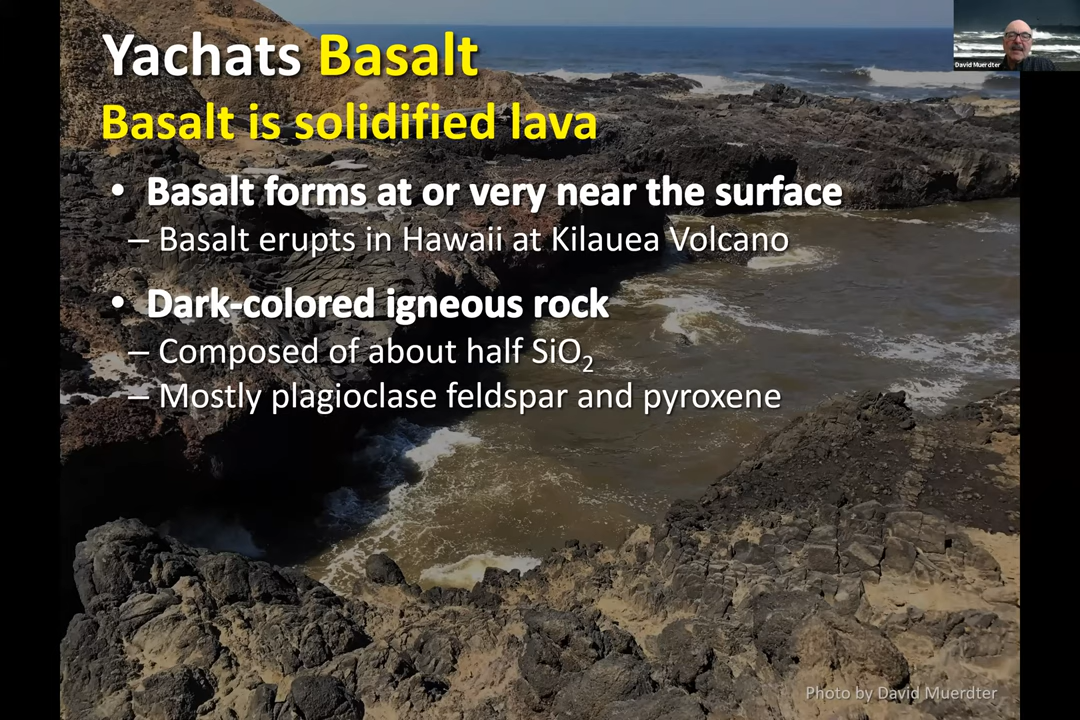 Yachats Basalt
Basalt is solidified lava
• Basalt forms at or very near the surface
– Basalt erupts in Hawaii at Kilauea Volcano
• Dark-colored igneous rock
– Composed of about half SiO₂
– Mostly plagioclase feldspar and pyroxene
David Muerdter
Photo by David Muerdter